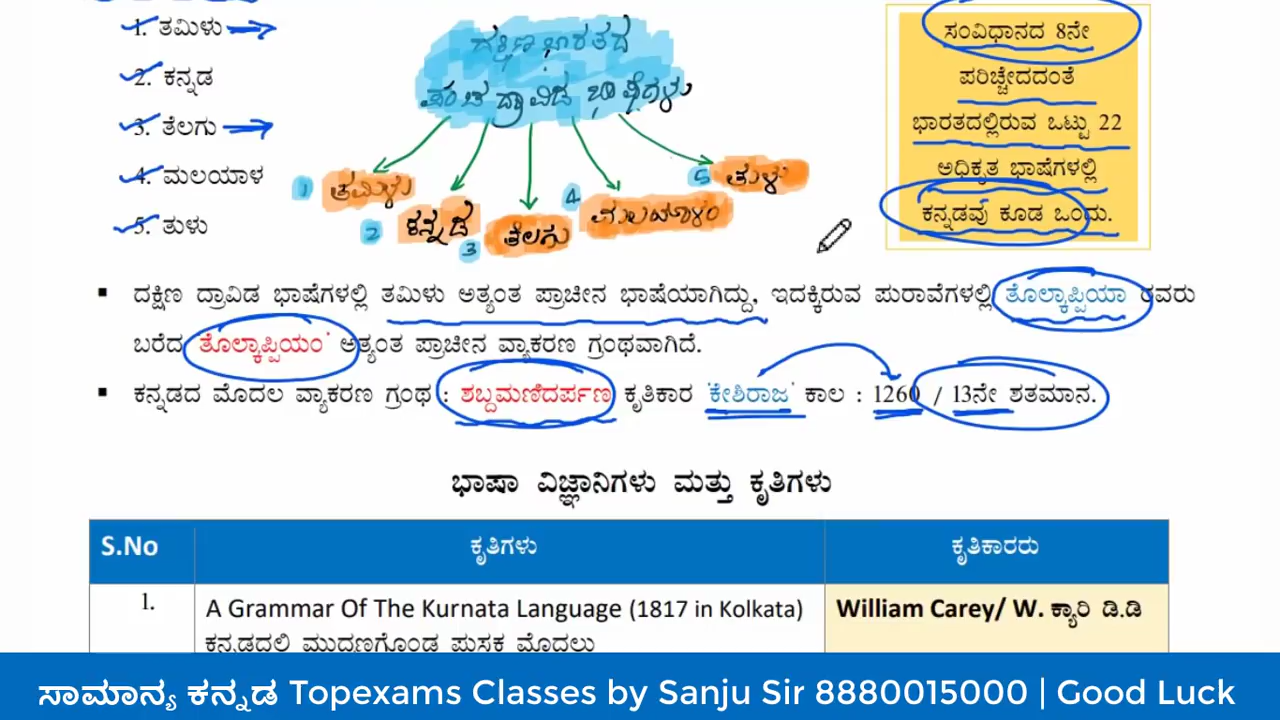 1. ತಮಿಳು
2. ಕನ್ನಡ
3. ತೆಲಗು
4. ಮಲಯಾಳ
5. ತುಳು
ದಕ್ಷಿಣ ಭಾರತದ
ಪಂಚ ದ್ರಾವಿಡ ಭಾಷೆಗಳು
1 ತಮಿಳು
2 ಕನ್ನಡ
3 ತೆಲಗು
4 ಮಲಯಾಳಂ
5 ತುಳು
ಸಂವಿಧಾನದ 8ನೇ
ಪರಿಚ್ಛೇದದಂತೆ
ಭಾರತದಲ್ಲಿರುವ ಒಟ್ಟು 22
ಅಧಿಕೃತ ಭಾಷೆಗಳಲ್ಲಿ
ಕನ್ನಡವು ಕೂಡ ಒಂದು.
▪ ದಕ್ಷಿಣ ದ್ರಾವಿಡ ಭಾಷೆಗಳಲ್ಲಿ ತಮಿಳು ಅತ್ಯಂತ ಪ್ರಾಚೀನ ಭಾಷೆಯಾಗಿದ್ದು, ಇದಕ್ಕಿರುವ ಪುರಾವೆಗಳಲ್ಲಿ ತೊಲ್ಕಾಪ್ಪಿಯಾ ರವರು
ಬರೆದ 'ತೊಲ್ಕಾಪ್ಪಿಯಂ' ಅತ್ಯಂತ ಪ್ರಾಚೀನ ವ್ಯಾಕರಣ ಗ್ರಂಥವಾಗಿದೆ.
▪ ಕನ್ನಡದ ಮೊದಲ ವ್ಯಾಕರಣ ಗ್ರಂಥ : ಶಬ್ದಮಣಿದರ್ಪಣ ಕೃತಿಕಾರ 'ಕೇಶಿರಾಜ' ಕಾಲ : 1260 / 13ನೇ ಶತಮಾನ.
ಭಾಷಾ ವಿಜ್ಞಾನಿಗಳು ಮತ್ತು ಕೃತಿಗಳು
S.No ಕೃತಿಗಳು ಕೃತಿಕಾರರು
1. A Grammar Of The Kurnata Language (1817 in Kolkata) William Carey/ W. ಕ್ಯಾರಿ ಡಿ.ಡಿ
ಕನ್ನಡದಲ್ಲಿ ಮುದ್ರಣಗೊಂಡ ಪುಸ್ತಕ ಮೊದಲು
ಸಾಮಾನ್ಯ ಕನ್ನಡ Topexams Classes by Sanju Sir 8880015000 | Good Luck